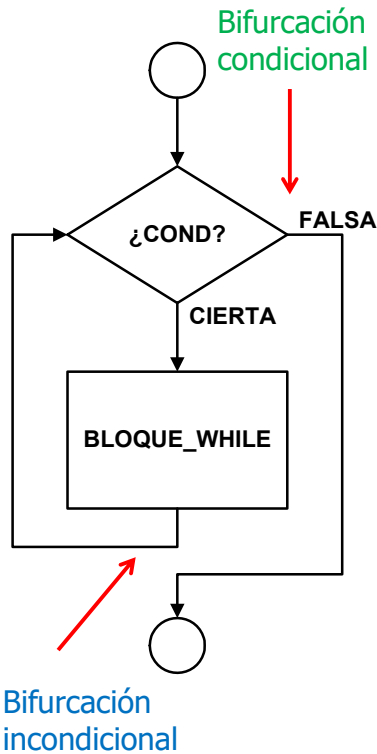 Bifurcación
condicional
¿COND?
FALSA
CIERTA
BLOQUE_WHILE
Bifurcación
incondicional